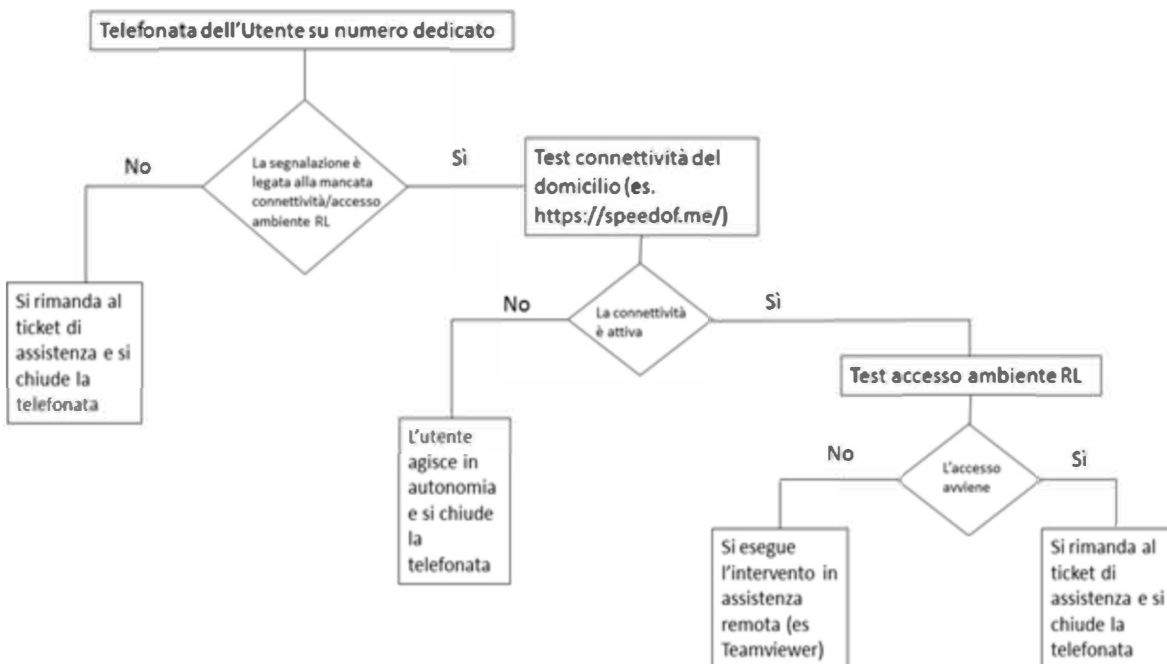 Telefonata dell'Utente su numero dedicato
No
La segnalazione è
legata alla mancata
connettività/accesso
ambiente RL
Sì
Test connettività del
domicilio (es.
https://speedof.me/)
Si rimanda al
ticket di
assistenza e si
chiude la
telefonata
No
La connettività
è attiva
Sì
Test accesso ambiente RL
L'utente
agisce in
autonomia
e si chiude
la
telefonata
No
L'accesso
avviene
Sì
Si esegue
l'intervento in
assistenza
remota (es
Teamviewer)
Si rimanda al
ticket di
assistenza e si
chiude la
telefonata